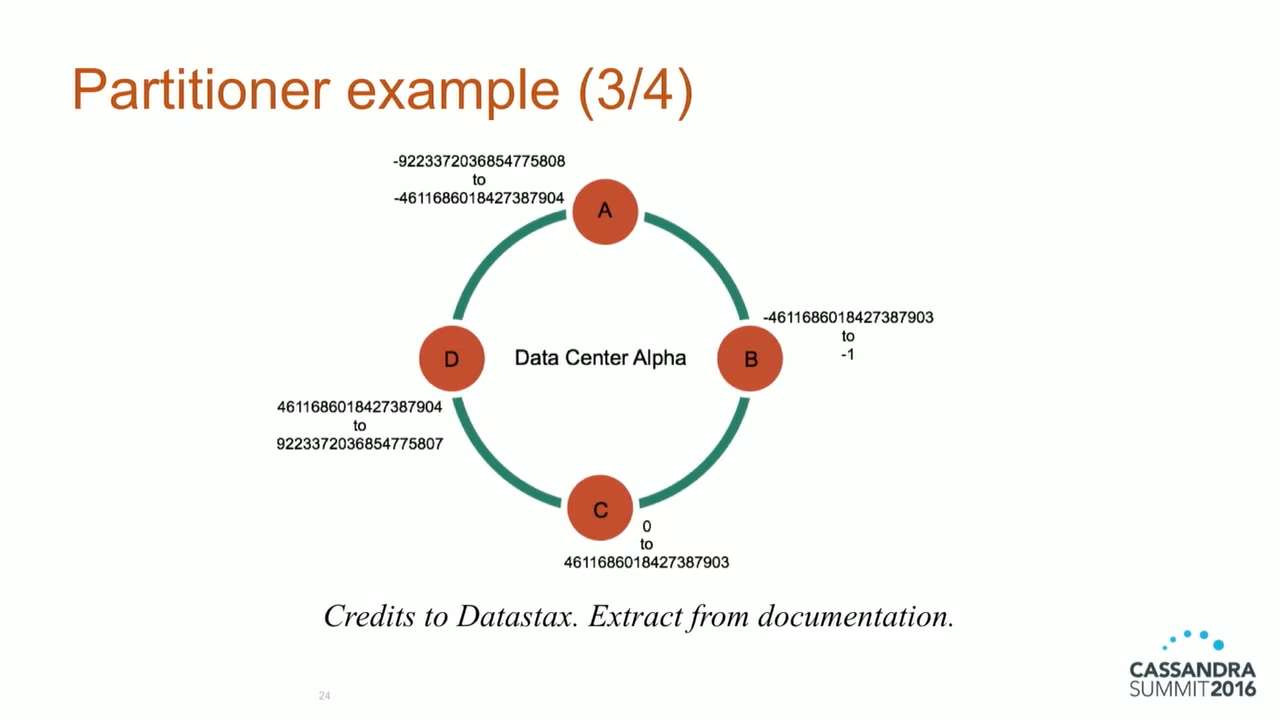 Partitioner example (3/4)
-9223372036854775808
to
-4611686018427387904
A
-4611686018427387903
to
-1
B
Data Center Alpha
D
4611686018427387904
to
9223372036854775807
C
0
to
4611686018427387903
Credits to Datastax. Extract from documentation.
24
CASSANDRA
SUMMIT2016